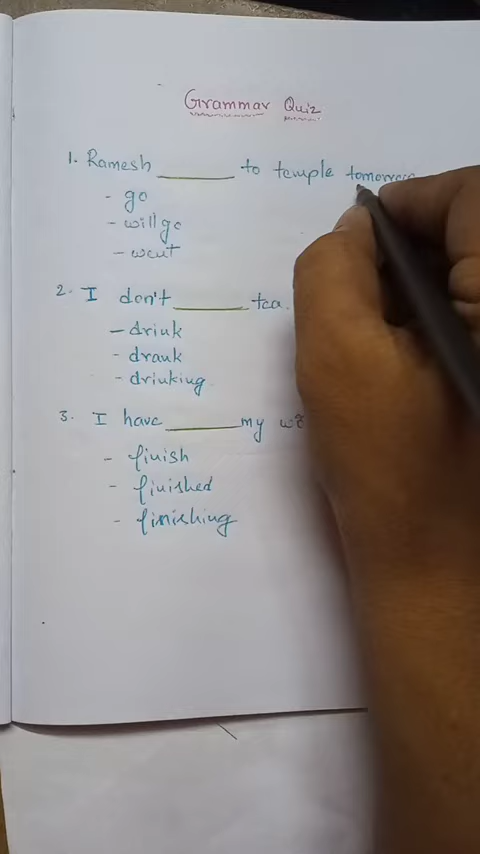 Grammar Quiz
1. Ramesh ______ to temple tomorrow
- go
- will go
- went
2. I don't ______ tea.
- drink
- drank
- drinking
3. I have ______ my
- finish
- finished
- finishing